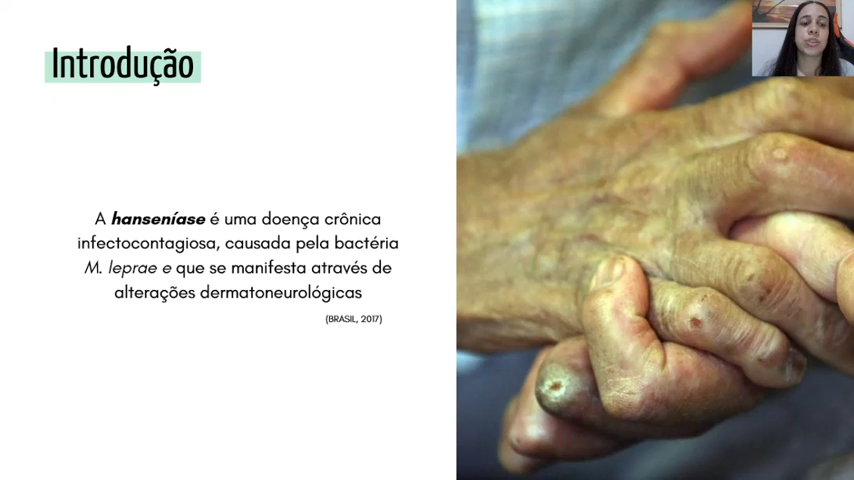 Introdução
A hanseníase é uma doença crônica
infectocontagiosa, causada pela bactéria
M. leprae e que se manifesta através de
alterações dermatoneurológicas
(BRASIL, 2017)